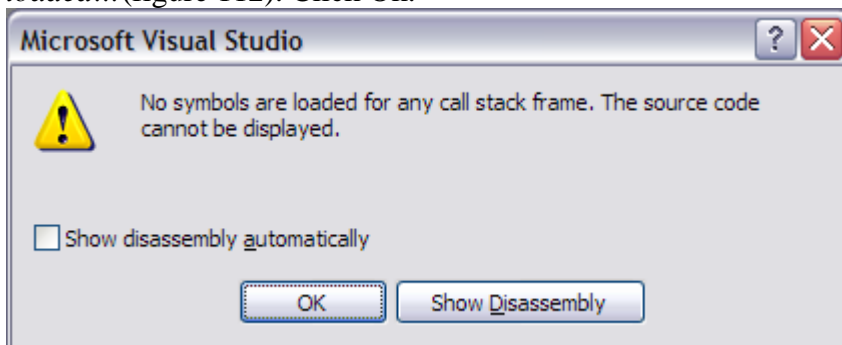 Microsoft Visual Studio
No symbols are loaded for any call stack frame. The source code
cannot be displayed.
Show disassembly automatically
OK Show Disassembly